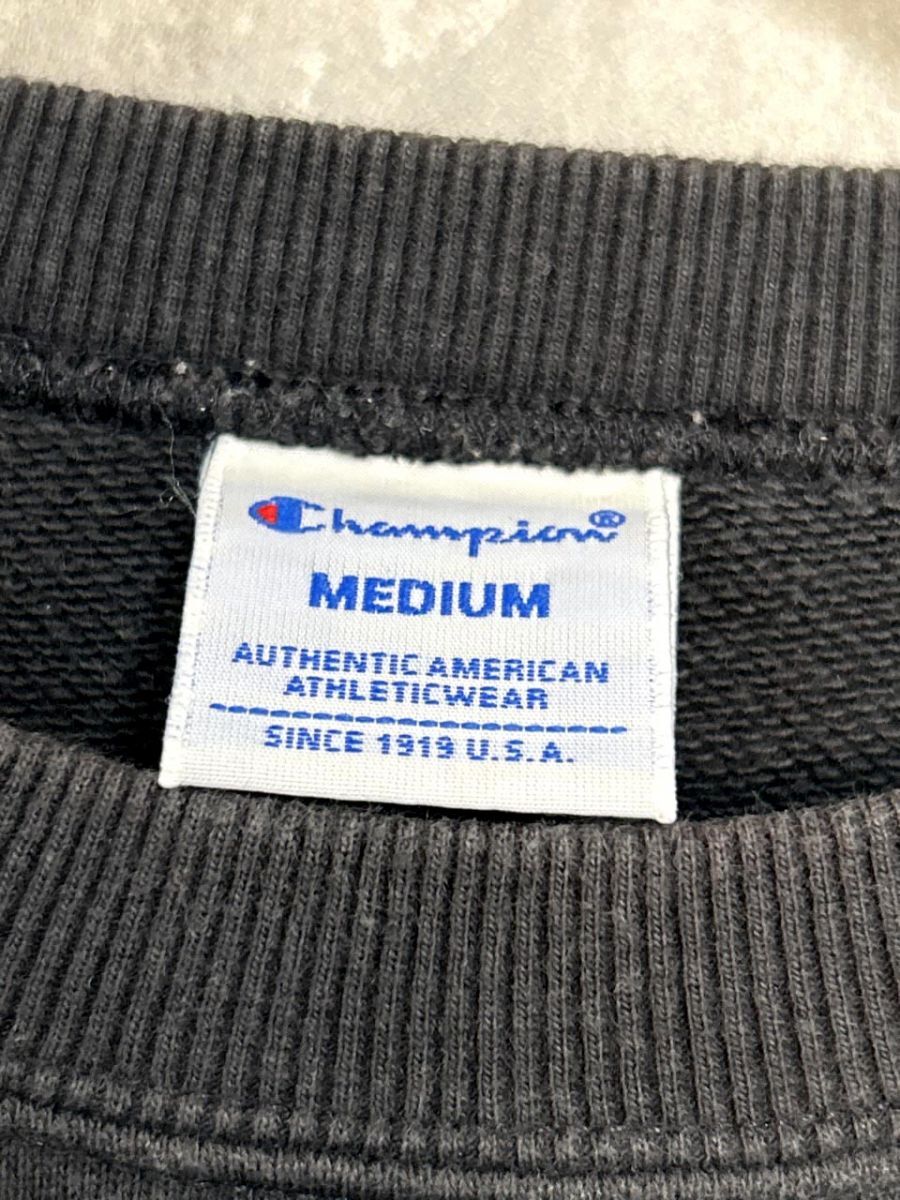 Champion®
MEDIUM
AUTHENTIC AMERICAN
ATHLETICWEAR
SINCE 1919 U.S.A.